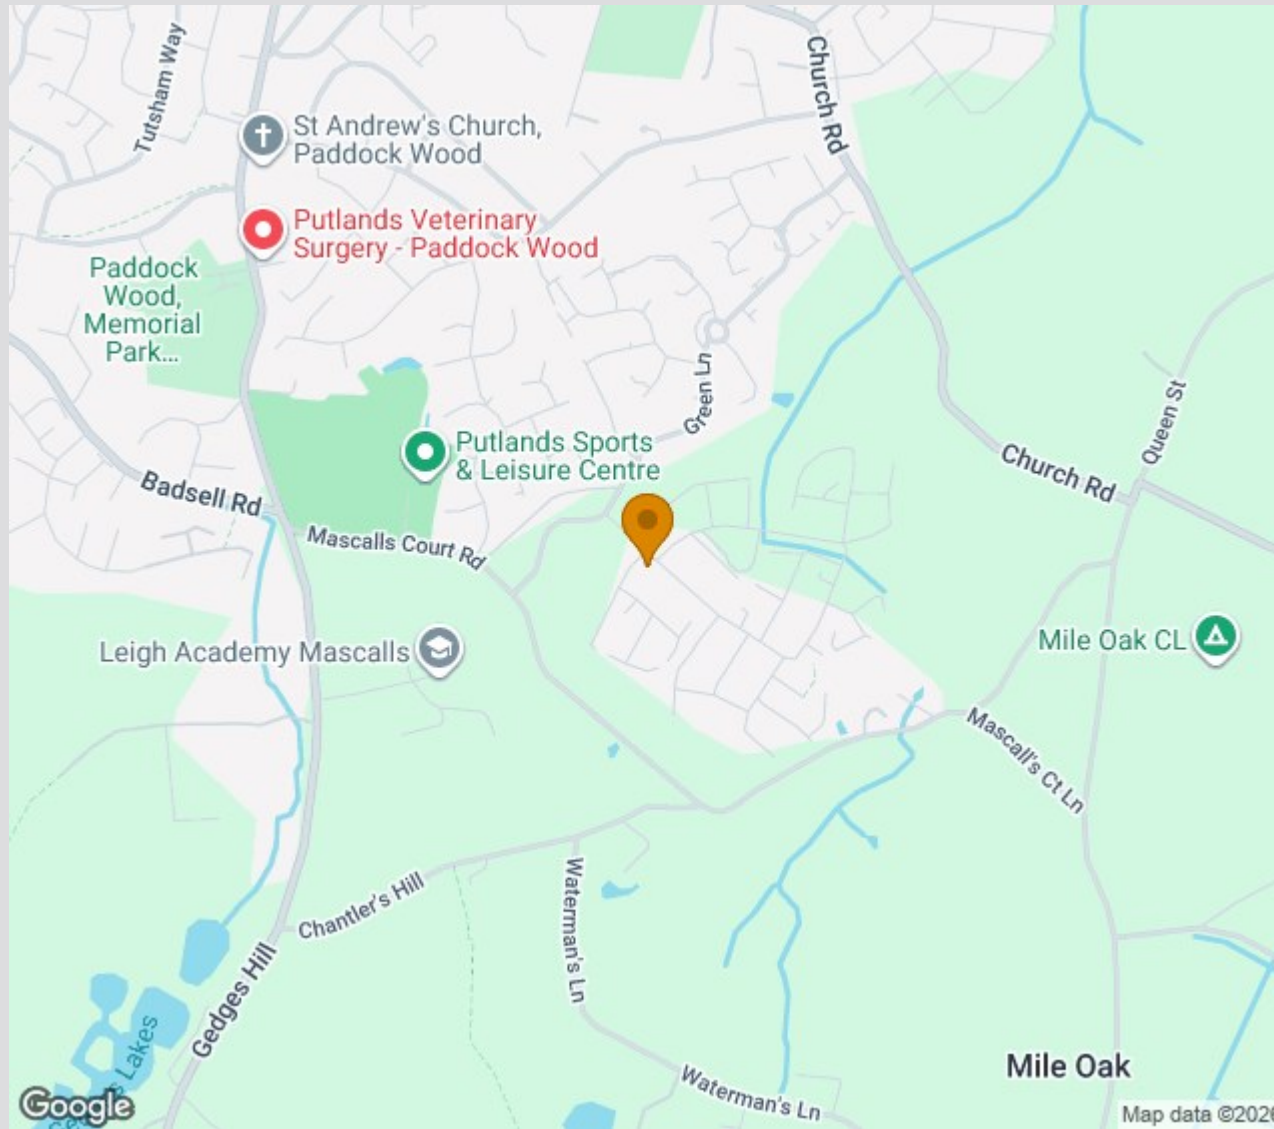 Tutsham Way
St Andrew's Church,
Paddock Wood
Church Rd
Putlands Veterinary
Surgery - Paddock Wood
Paddock
Wood,
Memorial
Park...
Green Ln
Queen St
Putlands Sports
& Leisure Centre
Church Rd
Badsell Rd
Mascalls Court Rd
Leigh Academy Mascalls
Mile Oak CL
Mascall's Ct Ln
Chantler's Hill
Waterman's Ln
Gedges Hill
Lakes
Mile Oak
Waterman's Ln
Google
Map data ©2026